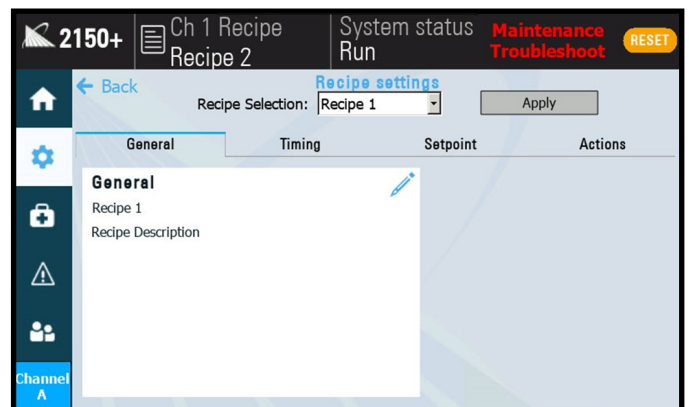 2150+
Ch 1 Recipe
Recipe 2
System status
Run
Maintenance
Troubleshoot
RESET
Back
Recipe settings
Recipe Selection: Recipe 1
Apply
General Timing Setpoint Actions
General
Recipe 1
Recipe Description
Channel
A